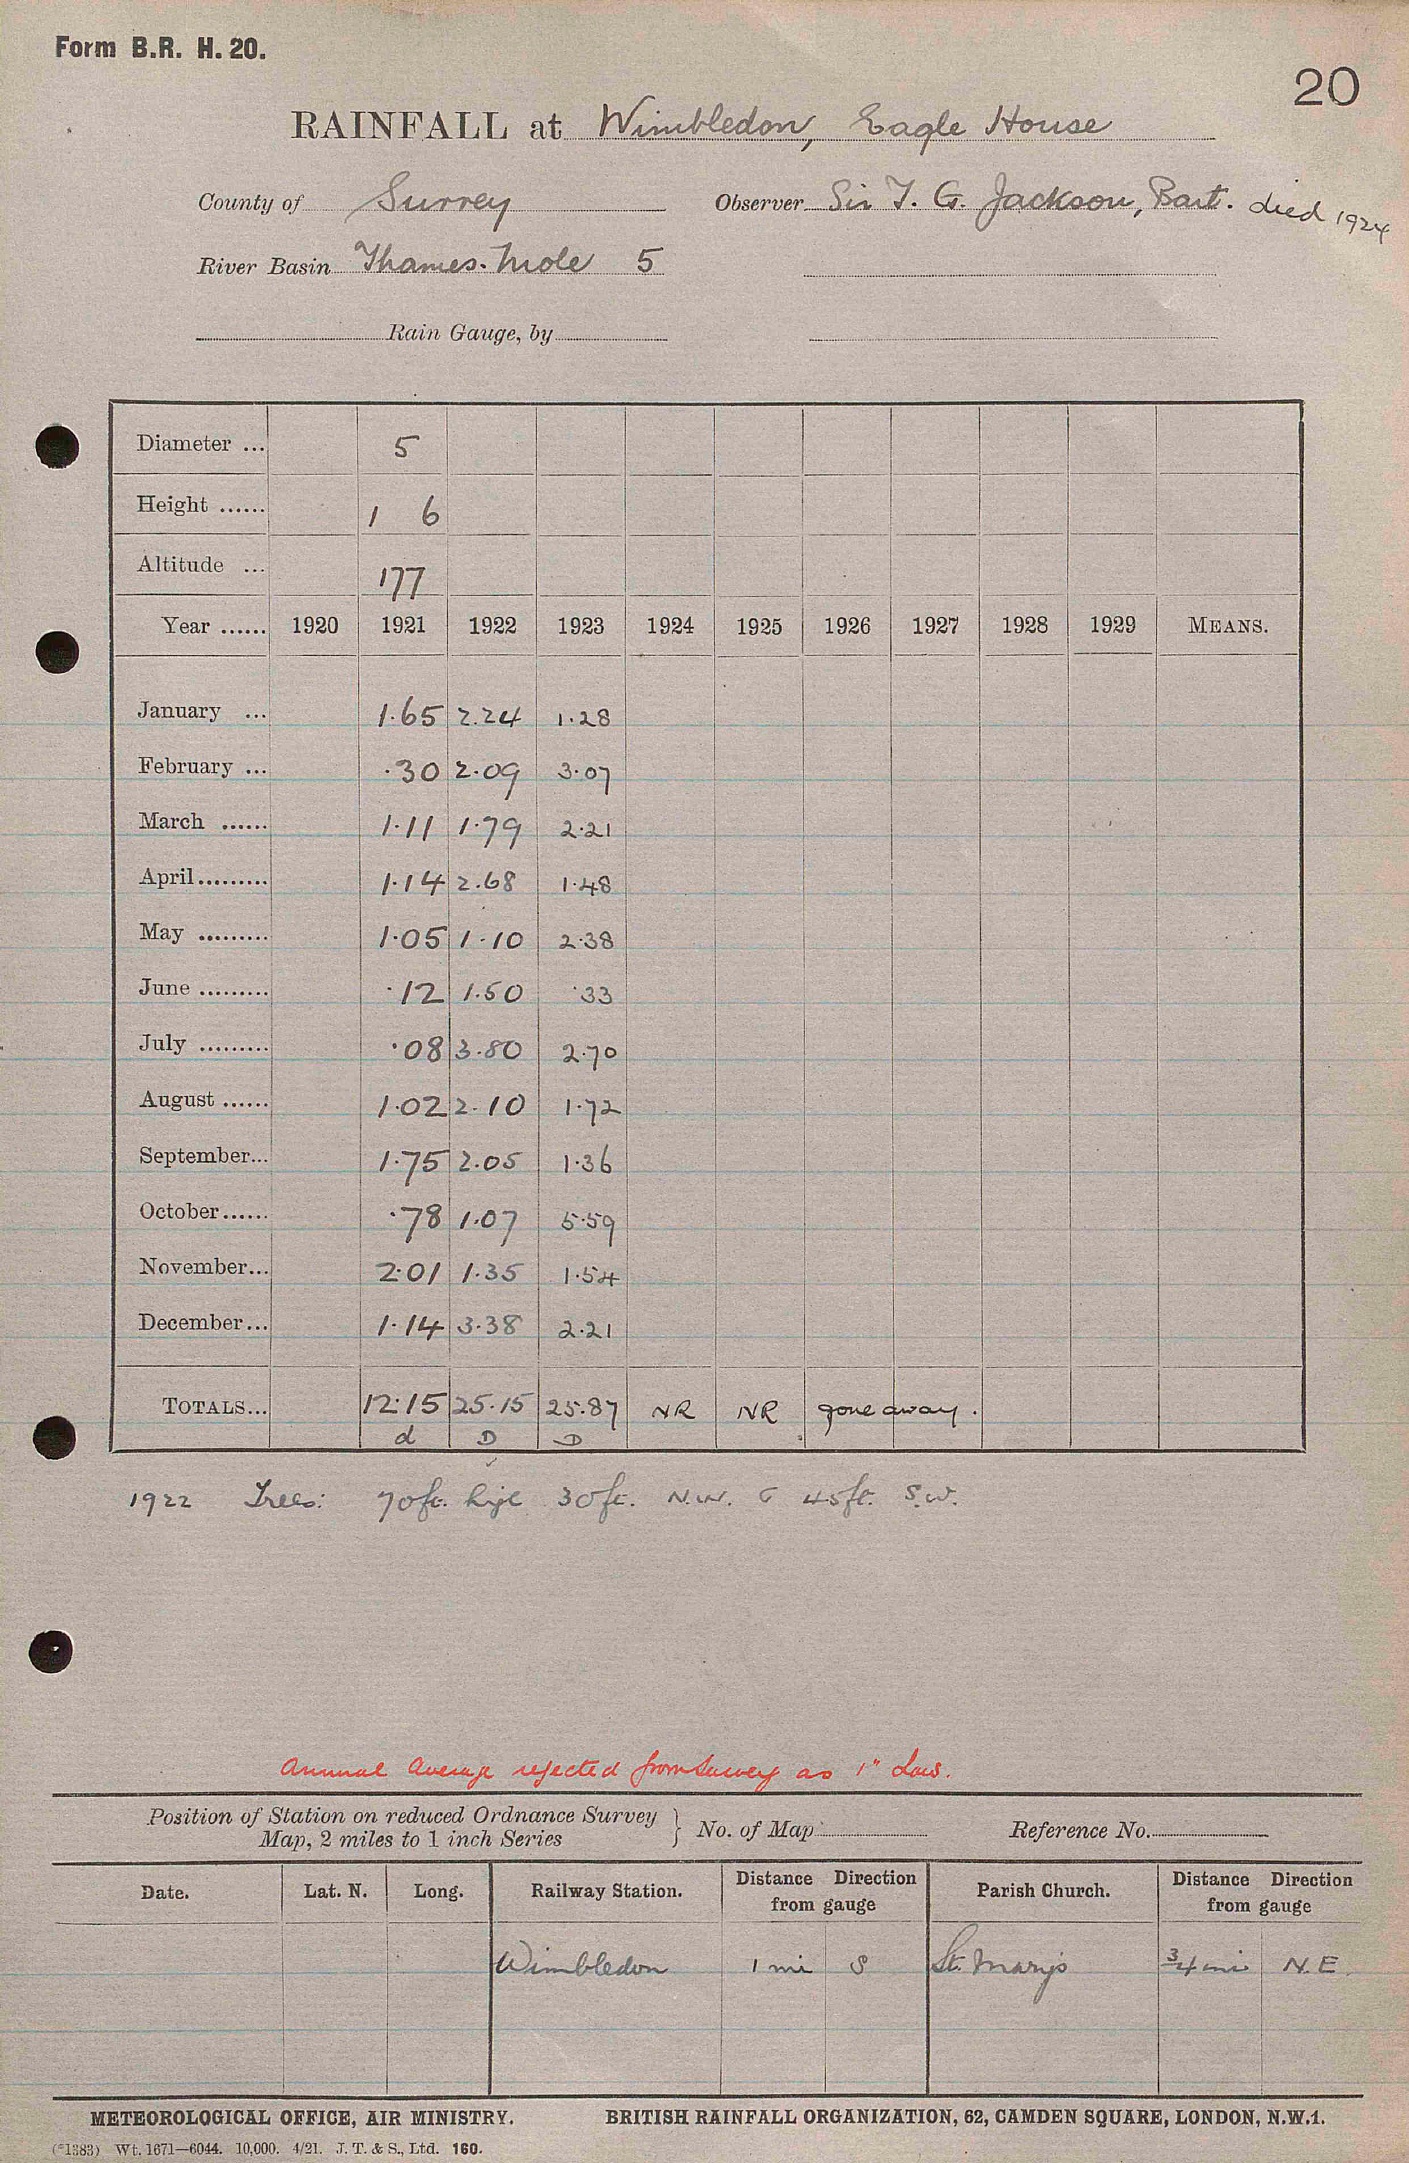 Form B.R. H. 20.
20
RAINFALL at Wimbledon, Eagle House
County of Surrey Observer Sir T. G. Jackson, Bart. died 1924
River Basin Thames. Mole 5
Rain Gauge, by
Diameter ... 5
Height ...... 1 6
Altitude ... 177
Year ...... 1920 1921 1922 1923 1924 1925 1926 1927 1928 1929 MEANS.
January ... 1.65 2.24 1.28
February ... .30 2.09 3.07
March ...... 1.11 1.79 2.21
April......... 1.14 2.68 1.48
May ......... 1.05 1.10 2.38
June ......... .12 1.50 .33
July ......... .08 3.80 2.70
August ...... 1.02 2.10 1.72
September... 1.75 2.05 1.36
October...... .78 1.07 5.59
November... 2.01 1.35 1.54
December... 1.14 3.38 2.21
TOTALS... 12.15 25.15 25.87 NR NR gone away.
d D D
1922 Trees: 70ft. high 30ft. N.W. & 45ft. S.W.
Annual Average rejected from Survey as 1" Low.
Position of Station on reduced Ordnance Survey
Map, 2 miles to 1 inch Series } No. of Map Reference No.
Date. Lat. N. Long. Railway Station. Distance Direction from gauge Parish Church. Distance Direction from gauge
Wimbledon 1 mi S St. Mary's 3/4 mi N.E.
METEOROLOGICAL OFFICE, AIR MINISTRY. BRITISH RAINFALL ORGANIZATION, 62, CAMDEN SQUARE, LONDON, N.W.1.
(*1383) Wt. 1671—6044. 10,000. 4/21. J. T. & S., Ltd. 160.